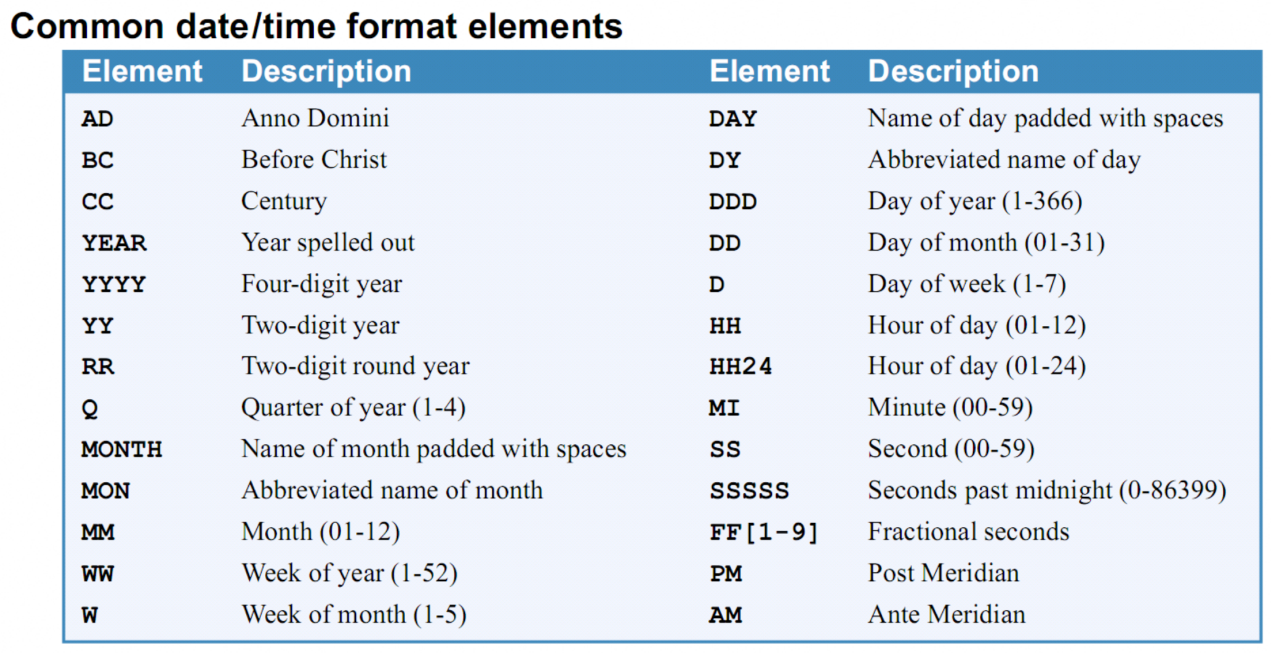 Common date/time format elements
Element Description Element Description
AD Anno Domini DAY Name of day padded with spaces
BC Before Christ DY Abbreviated name of day
CC Century DDD Day of year (1-366)
YEAR Year spelled out DD Day of month (01-31)
YYYY Four-digit year D Day of week (1-7)
YY Two-digit year HH Hour of day (01-12)
RR Two-digit round year HH24 Hour of day (01-24)
Q Quarter of year (1-4) MI Minute (00-59)
MONTH Name of month padded with spaces SS Second (00-59)
MON Abbreviated name of month SSSSS Seconds past midnight (0-86399)
MM Month (01-12) FF[1-9] Fractional seconds
WW Week of year (1-52) PM Post Meridian
W Week of month (1-5) AM Ante Meridian